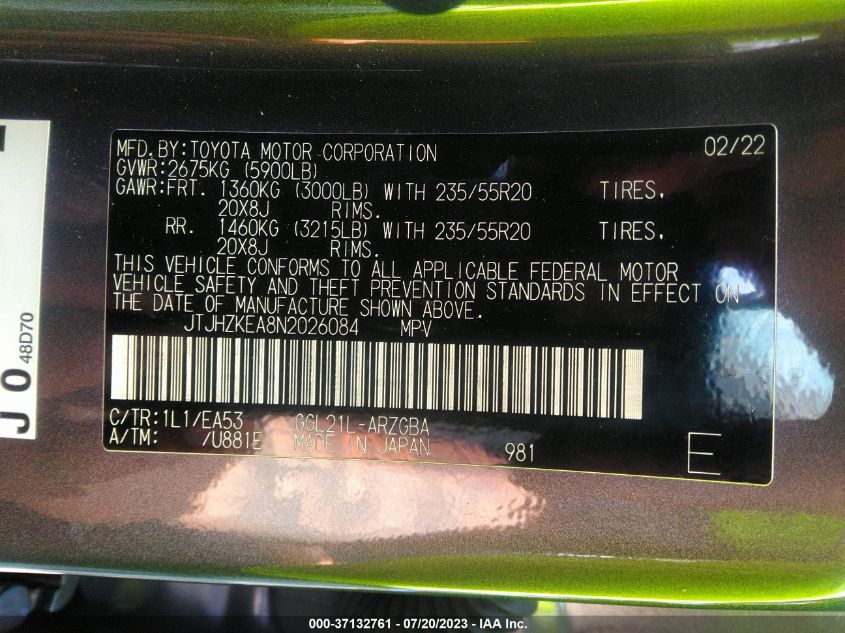 MFD.BY:TOYOTA MOTOR CORPORATION 02/22
GVWR:2675KG (5900LB)
GAWR:FRT. 1360KG (3000LB) WITH 235/55R20 TIRES,
20X8J RIMS.
RR. 1460KG (3215LB) WITH 235/55R20 TIRES,
20X8J RIMS.
THIS VEHICLE CONFORMS TO ALL APPLICABLE FEDERAL MOTOR
VEHICLE SAFETY AND THEFT PREVENTION STANDARDS IN EFFECT ON
THE DATE OF MANUFACTURE SHOWN ABOVE.
JTJHZKEA8N2026084 MPV
C/TR:1L1/EA53 GGL21L-ARZGBA
A/TM: /U881E MADE IN JAPAN 981 E
J 0 48D70
000-37132761 / 07/20/2023 - IAA Inc.